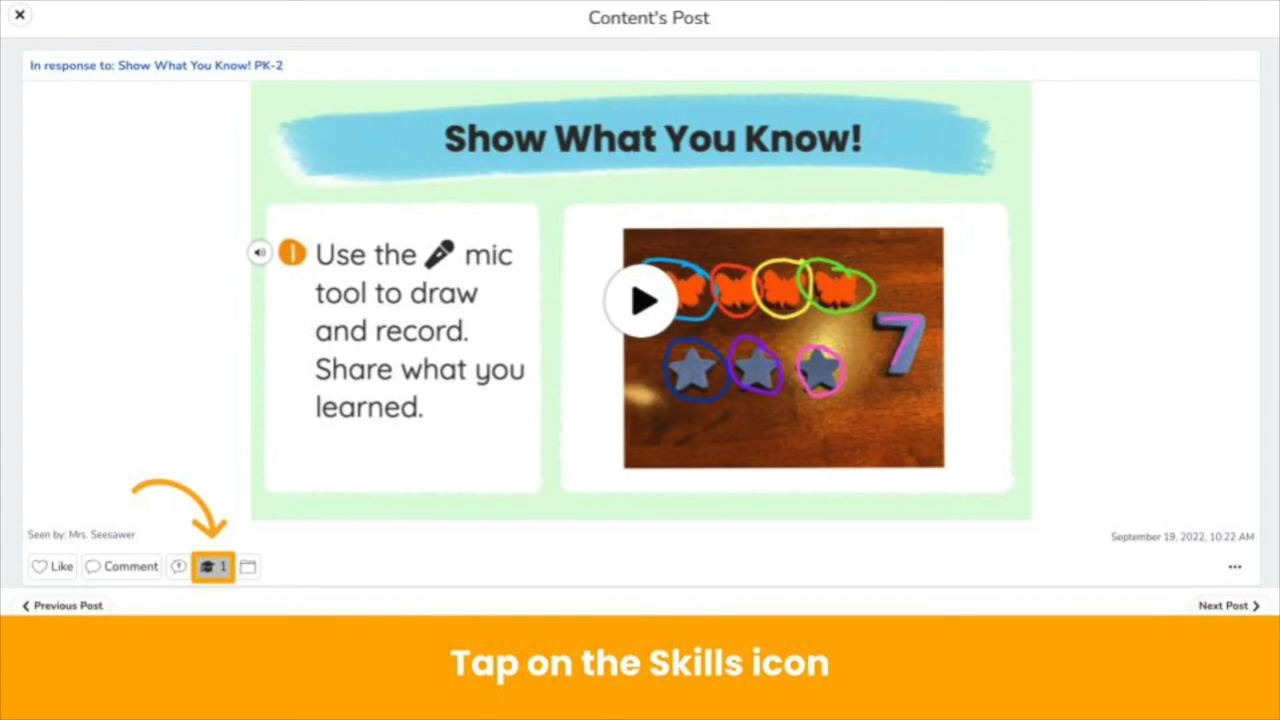 Content's Post
In response to: Show What You Know! PK-2
Show What You Know!
1 Use the mic
tool to draw
and record.
Share what you
learned.
7
Seen by: Mrs. Seesawer
September 19, 2022, 10:22 AM
Like
Comment
1
Previous Post
Next Post
Tap on the Skills icon